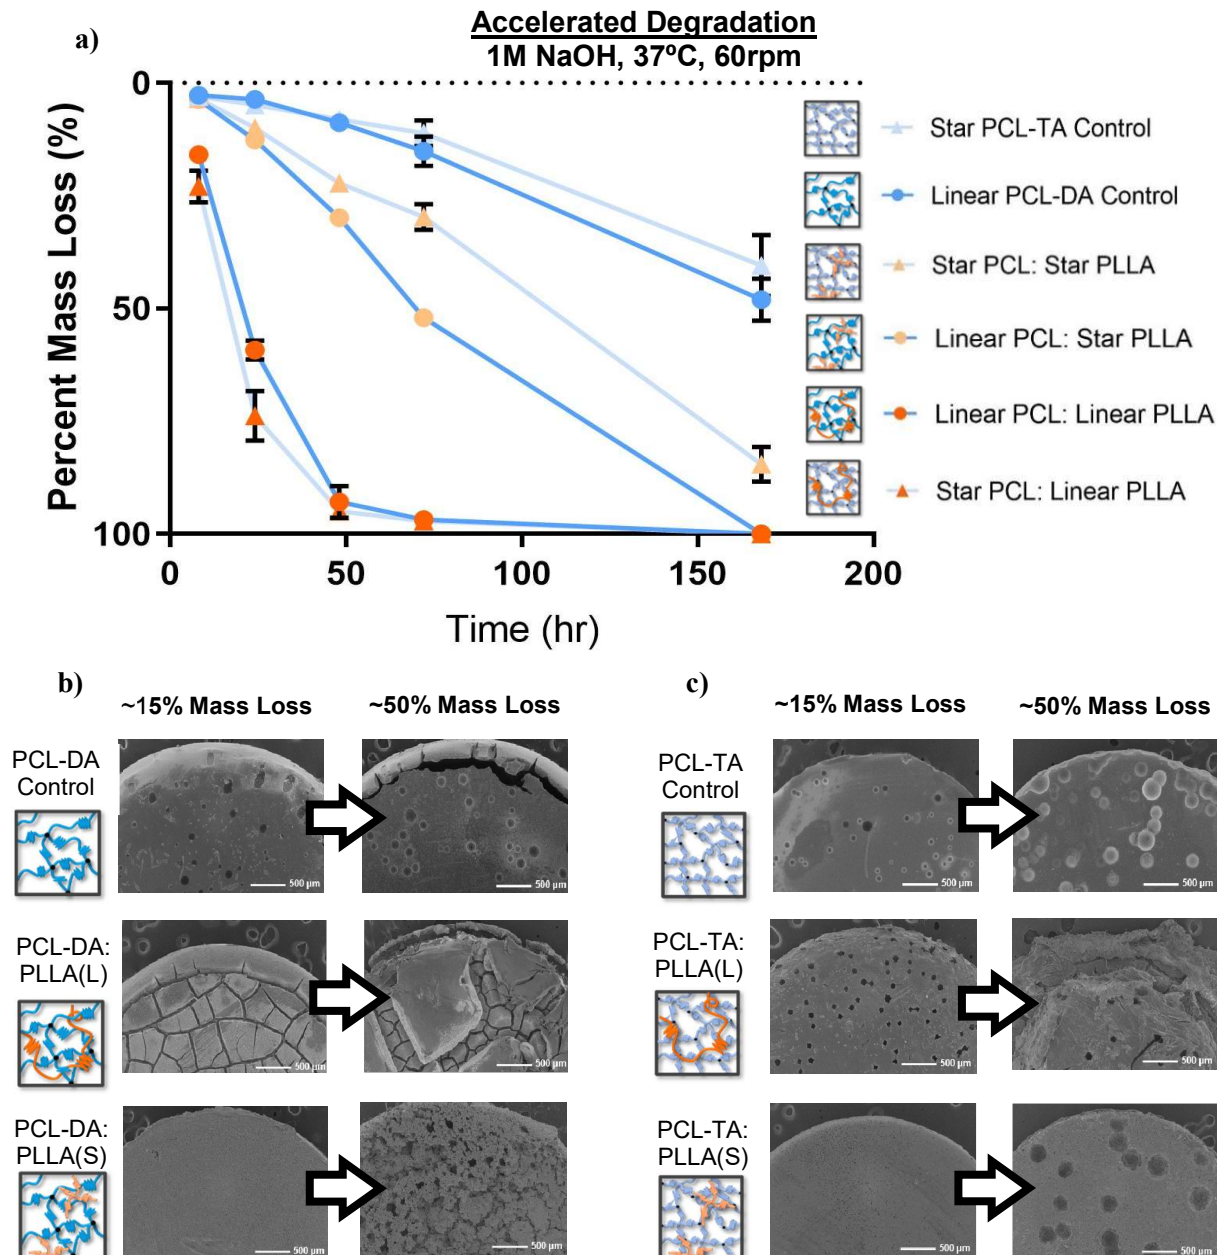 a)
Accelerated Degradation
1M NaOH, 37ºC, 60rpm
Percent Mass Loss (%)
0
50
100
0
50
100
150
200
Time (hr)
Star PCL-TA Control
Linear PCL-DA Control
Star PCL: Star PLLA
Linear PCL: Star PLLA
Linear PCL: Linear PLLA
Star PCL: Linear PLLA
b)
~15% Mass Loss
~50% Mass Loss
PCL-DA
Control
500 µm
500 µm
PCL-DA:
PLLA(L)
500 µm
500 µm
PCL-DA:
PLLA(S)
500 µm
500 µm
c)
~15% Mass Loss
~50% Mass Loss
PCL-TA
Control
500 µm
500 µm
PCL-TA:
PLLA(L)
500 µm
500 µm
PCL-TA:
PLLA(S)
500 µm
500 µm